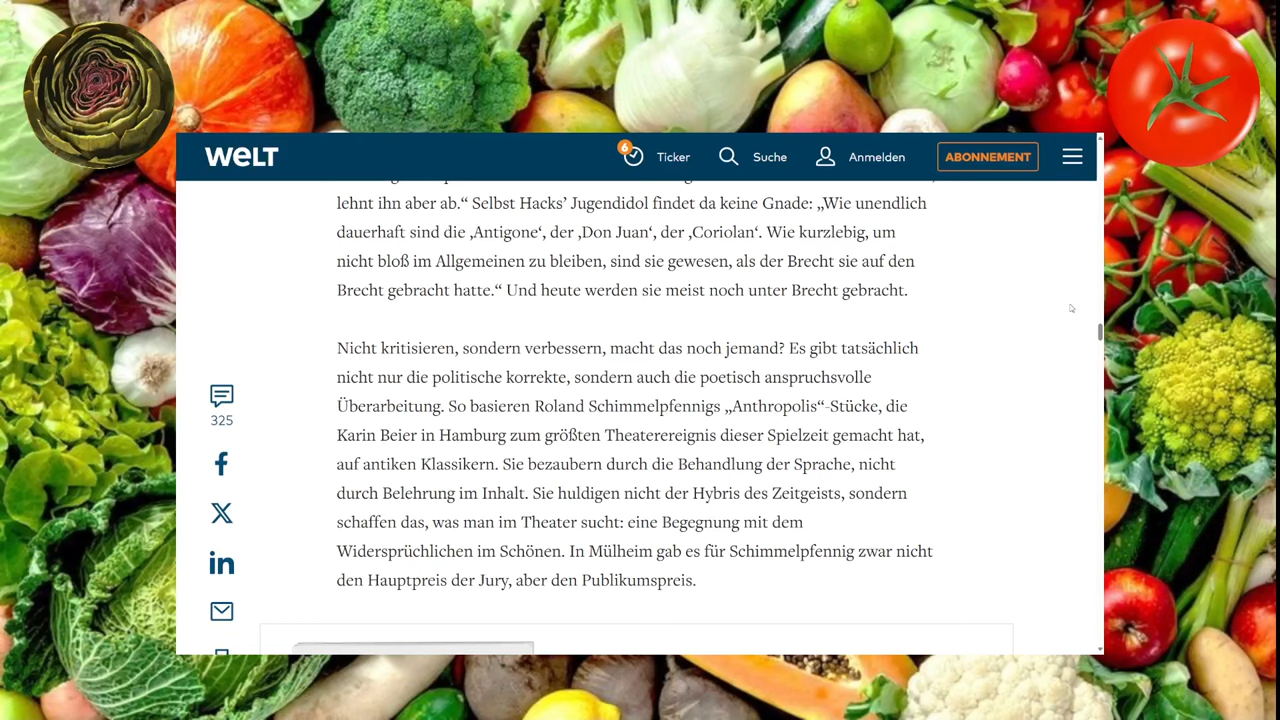 WELT
6
Ticker
Suche
Anmelden
ABONNEMENT
lehnt ihn aber ab.“ Selbst Hacks’ Jugendidol findet da keine Gnade: „Wie unendlich
dauerhaft sind die ‚Antigone‘, der ‚Don Juan‘, der ‚Coriolan‘. Wie kurzlebig, um
nicht bloß im Allgemeinen zu bleiben, sind sie gewesen, als der Brecht sie auf den
Brecht gebracht hatte.“ Und heute werden sie meist noch unter Brecht gebracht.
Nicht kritisieren, sondern verbessern, macht das noch jemand? Es gibt tatsächlich
nicht nur die politische korrekte, sondern auch die poetisch anspruchsvolle
Überarbeitung. So basieren Roland Schimmelpfennigs „Anthropolis“-Stücke, die
Karin Beier in Hamburg zum größten Theaterereignis dieser Spielzeit gemacht hat,
auf antiken Klassikern. Sie bezaubern durch die Behandlung der Sprache, nicht
durch Belehrung im Inhalt. Sie huldigen nicht der Hybris des Zeitgeists, sondern
schaffen das, was man im Theater sucht: eine Begegnung mit dem
Widersprüchlichen im Schönen. In Mülheim gab es für Schimmelpfennig zwar nicht
den Hauptpreis der Jury, aber den Publikumspreis.
325